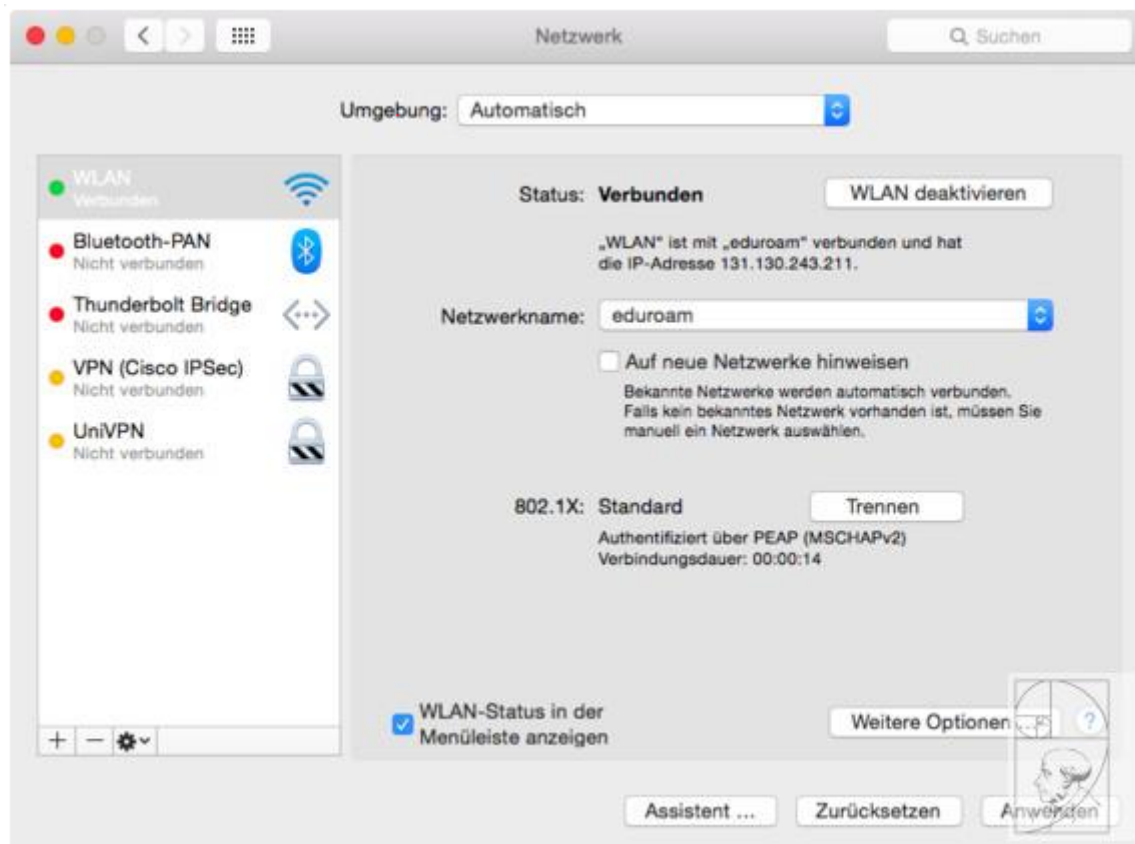 Netzwerk
Suchen
Umgebung: Automatisch
WLAN
Verbunden
Bluetooth-PAN
Nicht verbunden
Thunderbolt Bridge
Nicht verbunden
VPN (Cisco IPSec)
Nicht verbunden
UniVPN
Nicht verbunden
Status: Verbunden
WLAN deaktivieren
„WLAN" ist mit „eduroam" verbunden und hat
die IP-Adresse 131.130.243.211.
Netzwerkname: eduroam
Auf neue Netzwerke hinweisen
Bekannte Netzwerke werden automatisch verbunden.
Falls kein bekanntes Netzwerk vorhanden ist, müssen Sie
manuell ein Netzwerk auswählen.
802.1X: Standard
Trennen
Authentifiziert über PEAP (MSCHAPv2)
Verbindungsdauer: 00:00:14
WLAN-Status in der
Menüleiste anzeigen
Weitere Optionen ...
?
Assistent ...
Zurücksetzen
Anwenden